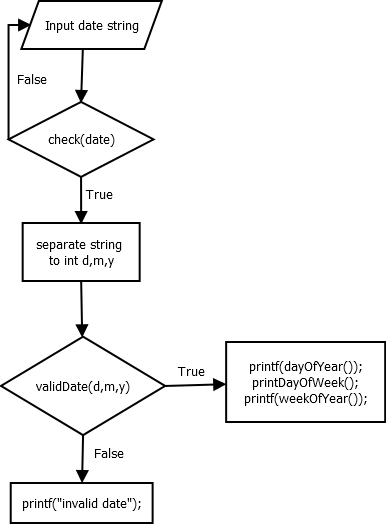 Input date string
False
check(date)
True
separate string
to int d,m,y
validDate(d,m,y)
True
printf(dayOfYear());
printDayOfWeek();
printf(weekOfYear());
False
printf("invalid date");